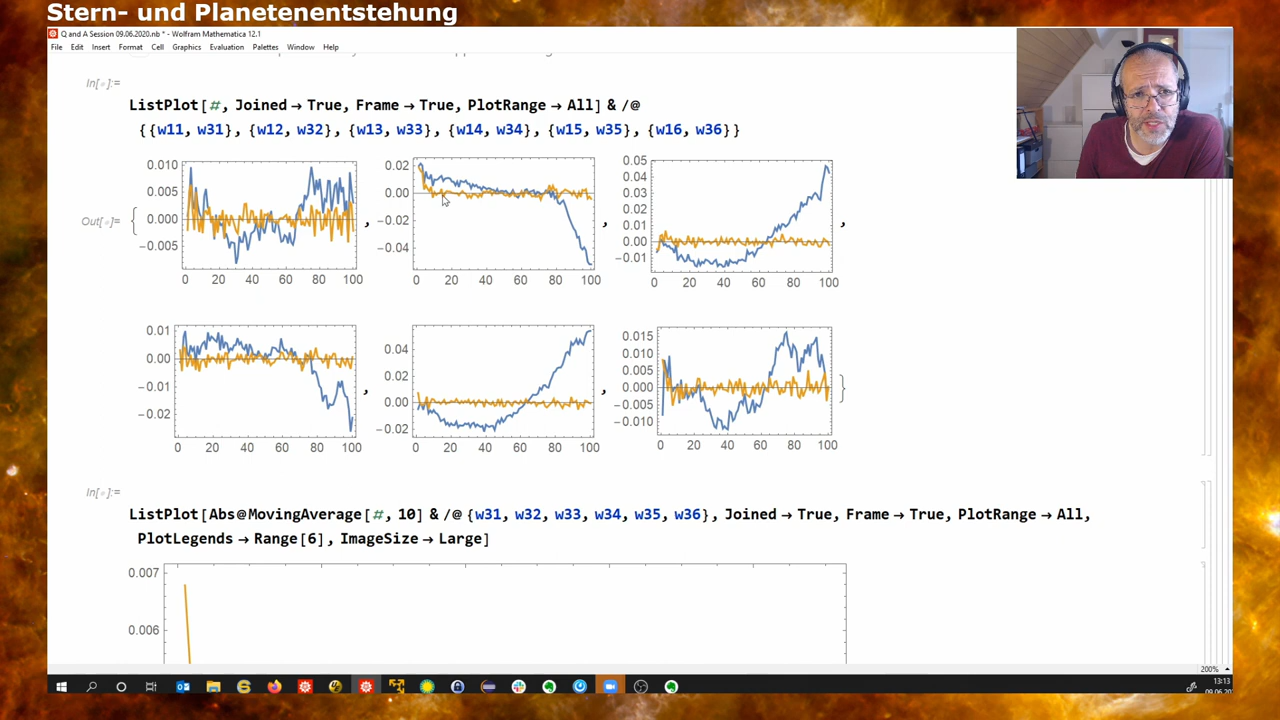 Stern- und Planetenentstehung
Q and A Session 09.06.2020.nb * - Wolfram Mathematica 12.1
File Edit Insert Format Cell Graphics Evaluation Palettes Window Help
In[•]:=
ListPlot[#, Joined→True, Frame→True, PlotRange→All] & /@
{{w11, w31}, {w12, w32}, {w13, w33}, {w14, w34}, {w15, w35}, {w16, w36}}
Out[•]= {
0.010
0.005
0.000
-0.005
0 20 40 60 80 100
,
0.02
0.00
-0.02
-0.04
0 20 40 60 80 100
,
0.05
0.04
0.03
0.02
0.01
0.00
-0.01
0 20 40 60 80 100
,
0.01
0.00
-0.01
-0.02
0 20 40 60 80 100
,
0.04
0.02
0.00
-0.02
0 20 40 60 80 100
,
0.015
0.010
0.005
0.000
-0.005
-0.010
0 20 40 60 80 100
}
In[•]:=
ListPlot[Abs@MovingAverage[#, 10] & /@ {w31, w32, w33, w34, w35, w36}, Joined→True, Frame→True, PlotRange→All,
PlotLegends→Range[6], ImageSize→Large]
0.007
0.006
200%
13:13